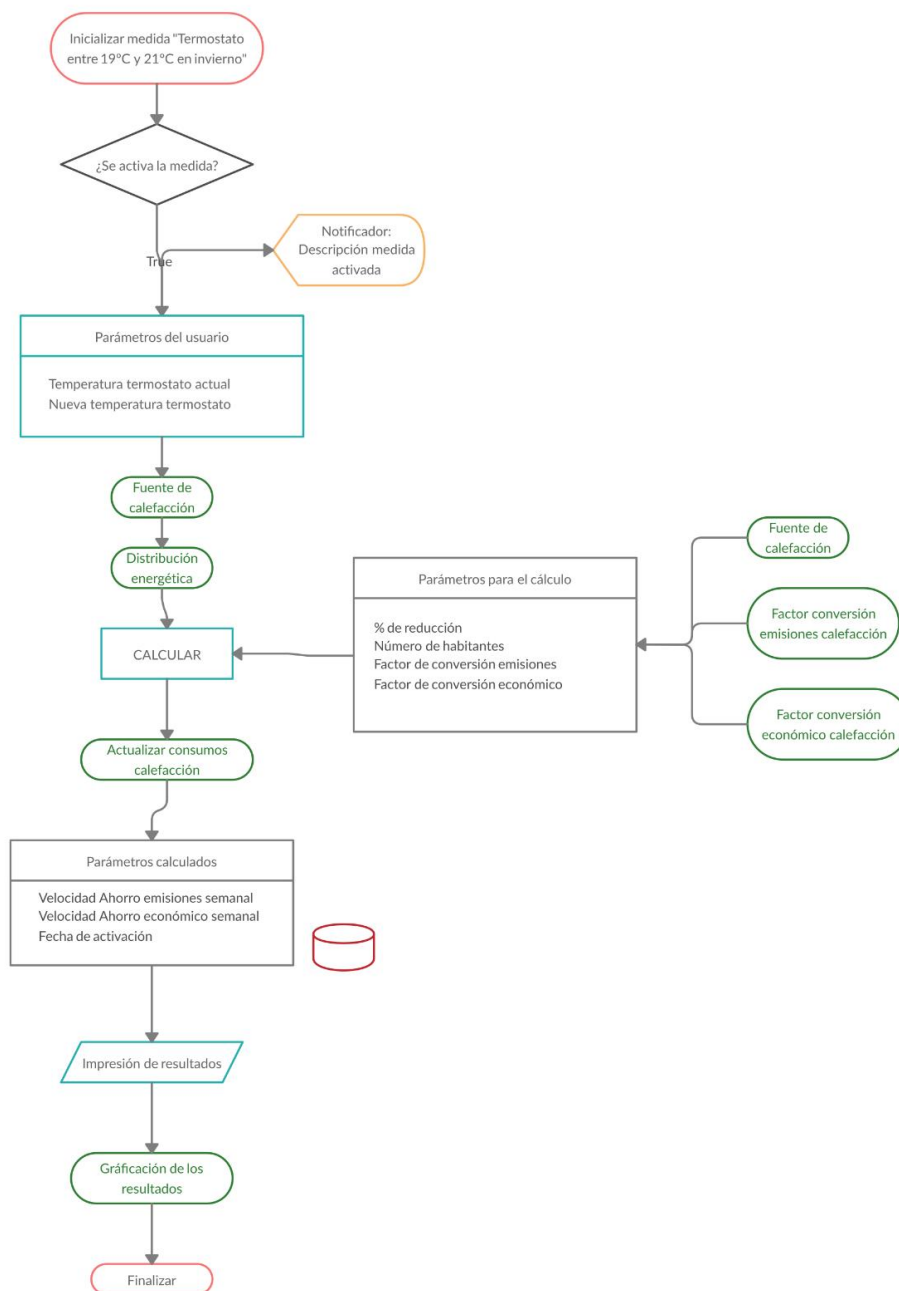 Inicializar medida "Termostato
entre 19°C y 21°C en invierno"
¿Se activa la medida?
Notificador:
Descripción medida
activada
True
Parámetros del usuario
Temperatura termostato actual
Nueva temperatura termostato
Fuente de
calefacción
Distribución
energética
CALCULAR
Parámetros para el cálculo
% de reducción
Número de habitantes
Factor de conversión emisiones
Factor de conversión económico
Fuente de
calefacción
Factor conversión
emisiones calefacción
Factor conversión
económico calefacción
Actualizar consumos
calefacción
Parámetros calculados
Velocidad Ahorro emisiones semanal
Velocidad Ahorro económico semanal
Fecha de activación
Impresión de resultados
Gráficación de los
resultados
Finalizar